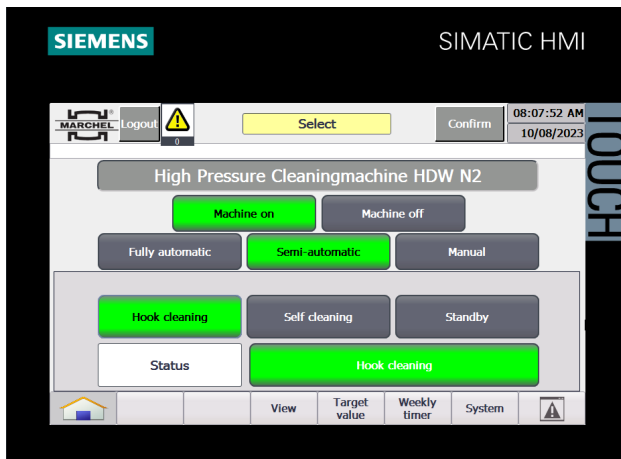 SIEMENS
SIMATIC HMI
MARCHEL
Logout
0
Select
Confirm
08:07:52 AM
10/08/2023
TOUCH
High Pressure Cleaningmachine HDW N2
Machine on
Machine off
Fully automatic
Semi-automatic
Manual
Hook cleaning
Self cleaning
Standby
Status
Hook cleaning
View
Target
value
Weekly
timer
System